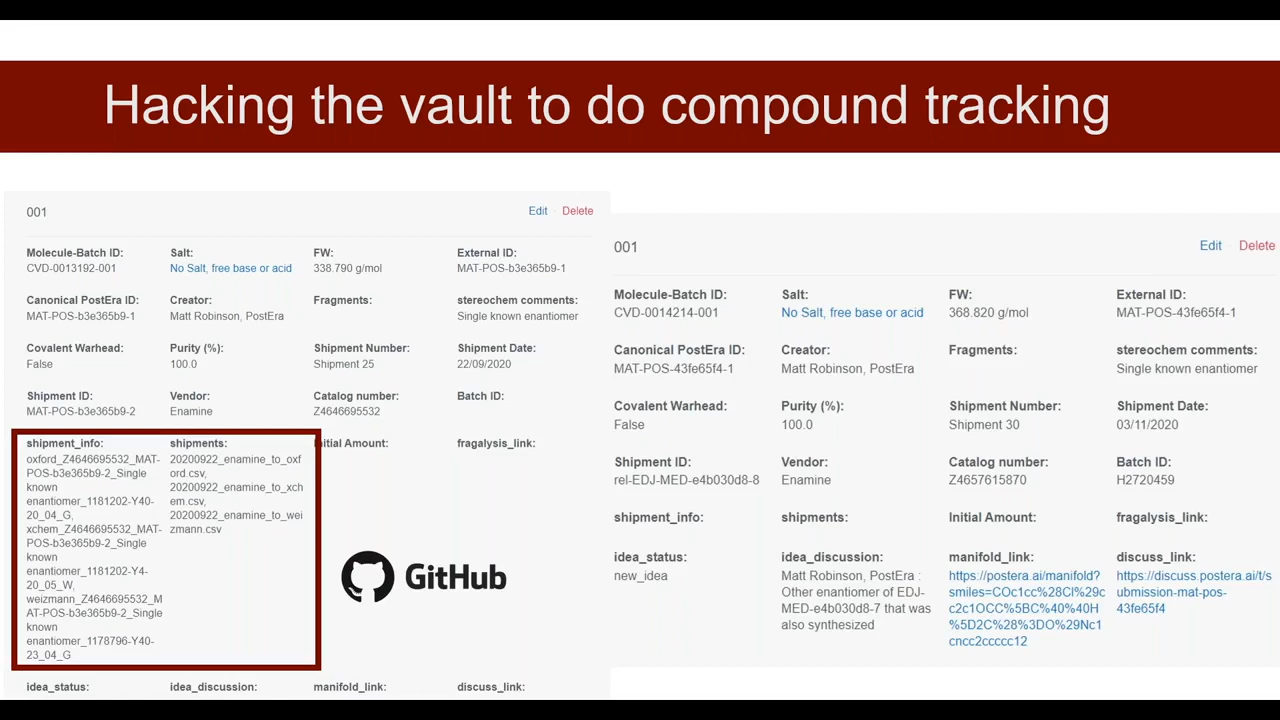 Hacking the vault to do compound tracking
001
Edit Delete
Molecule-Batch ID: Salt: FW: External ID:
CVD-0013192-001 No Salt, free base or acid 338.790 g/mol MAT-POS-b3e365b9-1
Canonical PostEra ID: Creator: Fragments: stereochem comments:
MAT-POS-b3e365b9-1 Matt Robinson, PostEra Single known enantiomer
Covalent Warhead: Purity (%): Shipment Number: Shipment Date:
False 100.0 Shipment 25 22/09/2020
Shipment ID: Vendor: Catalog number: Batch ID:
MAT-POS-b3e365b9-2 Enamine Z4646695532
shipment_info: shipments: Initial Amount: fragalysis_link:
oxford_Z4646695532_MAT-
POS-b3e365b9-2_Single
known
enantiomer_1181202-Y40-
20_04_G,
xchem_Z4646695532_MAT-
POS-b3e365b9-2_Single
known
enantiomer_1181202-Y4-
20_05_W,
weizmann_Z4646695532_M
AT-POS-b3e365b9-2_Single
known
enantiomer_1178796-Y40-
23_04_G
20200922_enamine_to_oxf
ord.csv,
20200922_enamine_to_xch
em.csv,
20200922_enamine_to_wei
zmann.csv
GitHub
idea_status: idea_discussion: manifold_link: discuss_link:
001
Edit Delete
Molecule-Batch ID: Salt: FW: External ID:
CVD-0014214-001 No Salt, free base or acid 368.820 g/mol MAT-POS-43fe65f4-1
Canonical PostEra ID: Creator: Fragments: stereochem comments:
MAT-POS-43fe65f4-1 Matt Robinson, PostEra Single known enantiomer
Covalent Warhead: Purity (%): Shipment Number: Shipment Date:
False 100.0 Shipment 30 03/11/2020
Shipment ID: Vendor: Catalog number: Batch ID:
rel-EDJ-MED-e4b030d8-8 Enamine Z4657615870 H2720459
shipment_info: shipments: Initial Amount: fragalysis_link:
idea_status: idea_discussion: manifold_link: discuss_link:
new_idea
Matt Robinson, PostEra :
Other enantiomer of EDJ-
MED-e4b030d8-7 that was
also synthesized
https://postera.ai/manifold?
smiles=COc1cc%28Cl%29c
c2c1OCC%5BC%40%40H
%5D2C%28%3DO%29Nc1
cncc2ccccc12
https://discuss.postera.ai/t/s
ubmission-mat-pos-
43fe65f4